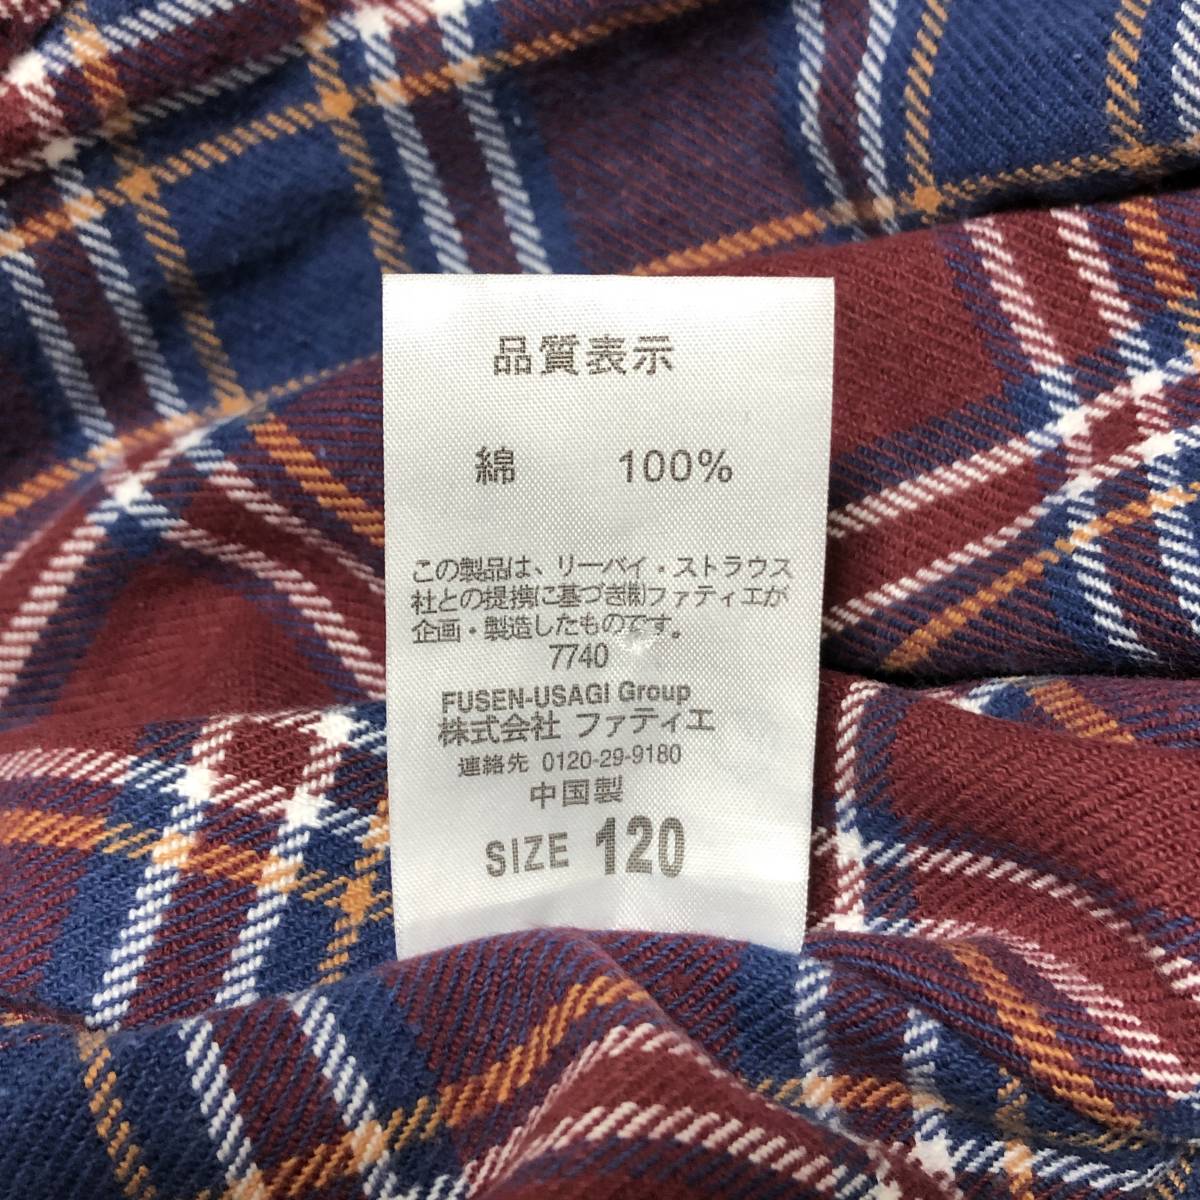 品質表示
綿 100%
この製品は、リーバイ・ストラウス
社との提携に基づき㈱ファティエが
企画・製造したものです。
7740
FUSEN-USAGI Group
株式会社 ファティエ
連絡先 0120-29-9180
中国製
SIZE 120